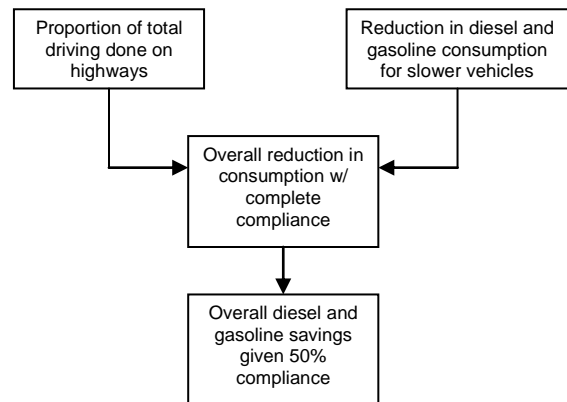 Proportion of total
driving done on
highways
Reduction in diesel and
gasoline consumption
for slower vehicles
Overall reduction in
consumption w/
complete
compliance
Overall diesel and
gasoline savings
given 50%
compliance